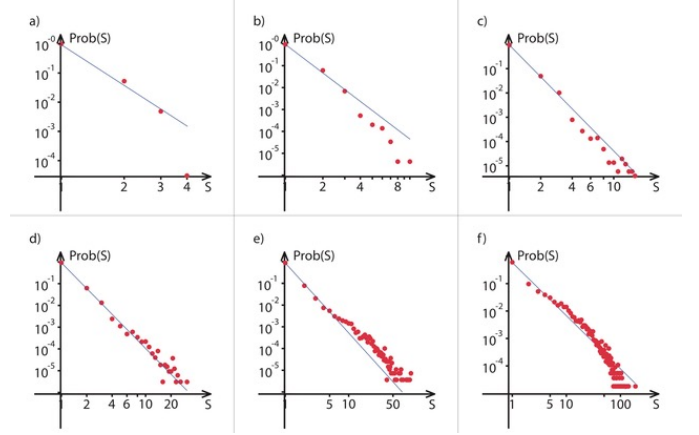 a)
Prob(S)
10^-0
10^-1
10^-2
10^-3
10^-4
1 2 3 4 S
b)
Prob(S)
10^-0
10^-1
10^-2
10^-3
10^-4
10^-5
1 2 4 8 S
c)
Prob(S)
10^-1
10^-2
10^-3
10^-4
10^-5
1 2 4 6 10 S
d)
Prob(S)
10^-1
10^-2
10^-3
10^-4
10^-5
1 2 4 6 10 20 S
e)
Prob(S)
10^-1
10^-2
10^-3
10^-4
10^-5
1 5 10 50 S
f)
Prob(S)
10^-1
10^-2
10^-3
10^-4
1 5 10 100 S